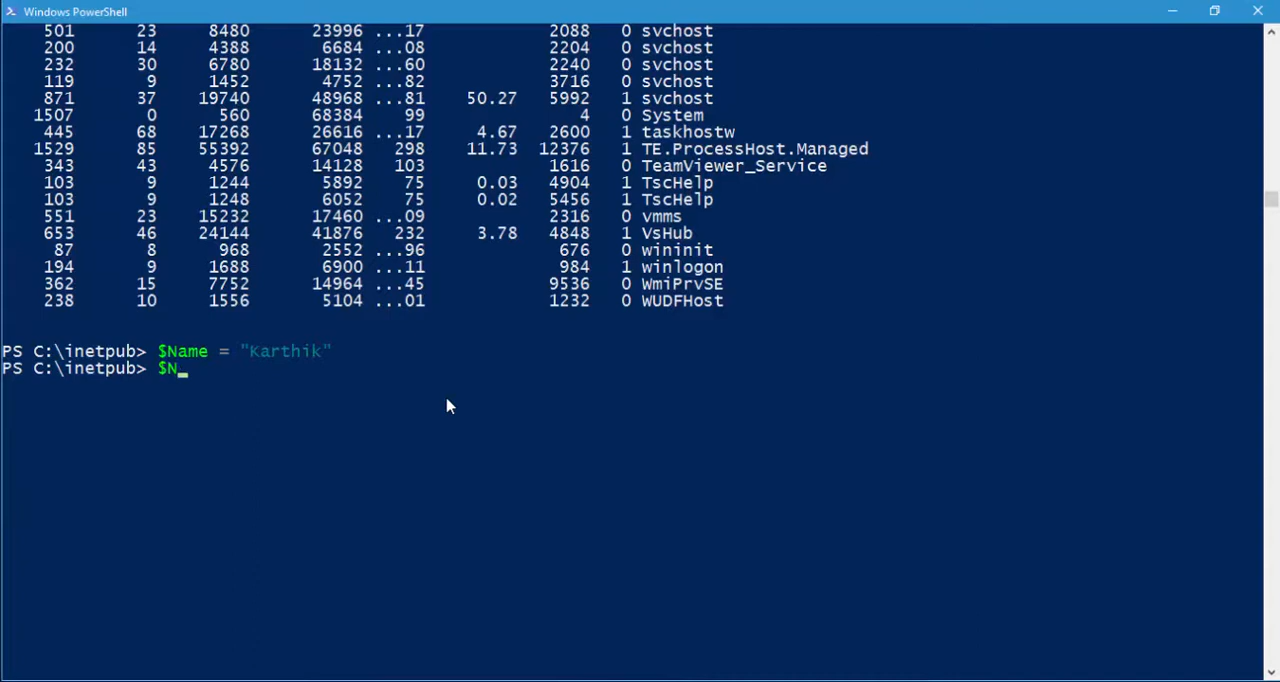 Windows PowerShell
501 23 8480 23996 ...17 2088 0 svchost
200 14 4388 6684 ...08 2204 0 svchost
232 30 6780 18132 ...60 2240 0 svchost
119 9 1452 4752 ...82 3716 0 svchost
871 37 19740 48968 ...81 50.27 5992 1 svchost
1507 0 560 68384 99 4 0 System
445 68 17268 26616 ...17 4.67 2600 1 taskhostw
1529 85 55392 67048 298 11.73 12376 1 TE.ProcessHost.Managed
343 43 4576 14128 103 1616 0 TeamViewer_Service
103 9 1244 5892 75 0.03 4904 1 TscHelp
103 9 1248 6052 75 0.02 5456 1 TscHelp
551 23 15232 17460 ...09 2316 0 vmms
653 46 24144 41876 232 3.78 4848 1 VsHub
87 8 968 2552 ...96 676 0 wininit
194 9 1688 6900 ...11 984 1 winlogon
362 15 7752 14964 ...45 9536 0 WmiPrvSE
238 10 1556 5104 ...01 1232 0 WUDFHost
PS C:\inetpub> $Name = "Karthik"
PS C:\inetpub> $N_